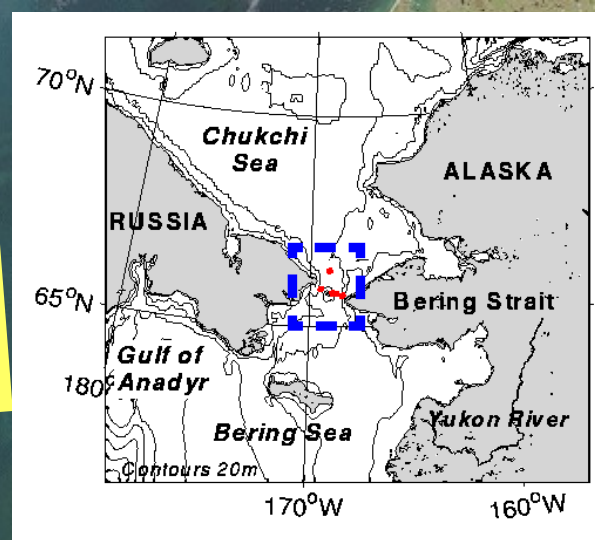 70°N
Chukchi
Sea
ALASKA
RUSSIA
65°N
Bering Strait
Gulf of
Anadyr
180
Yukon River
Bering Sea
Contours 20m
170°W
160°W